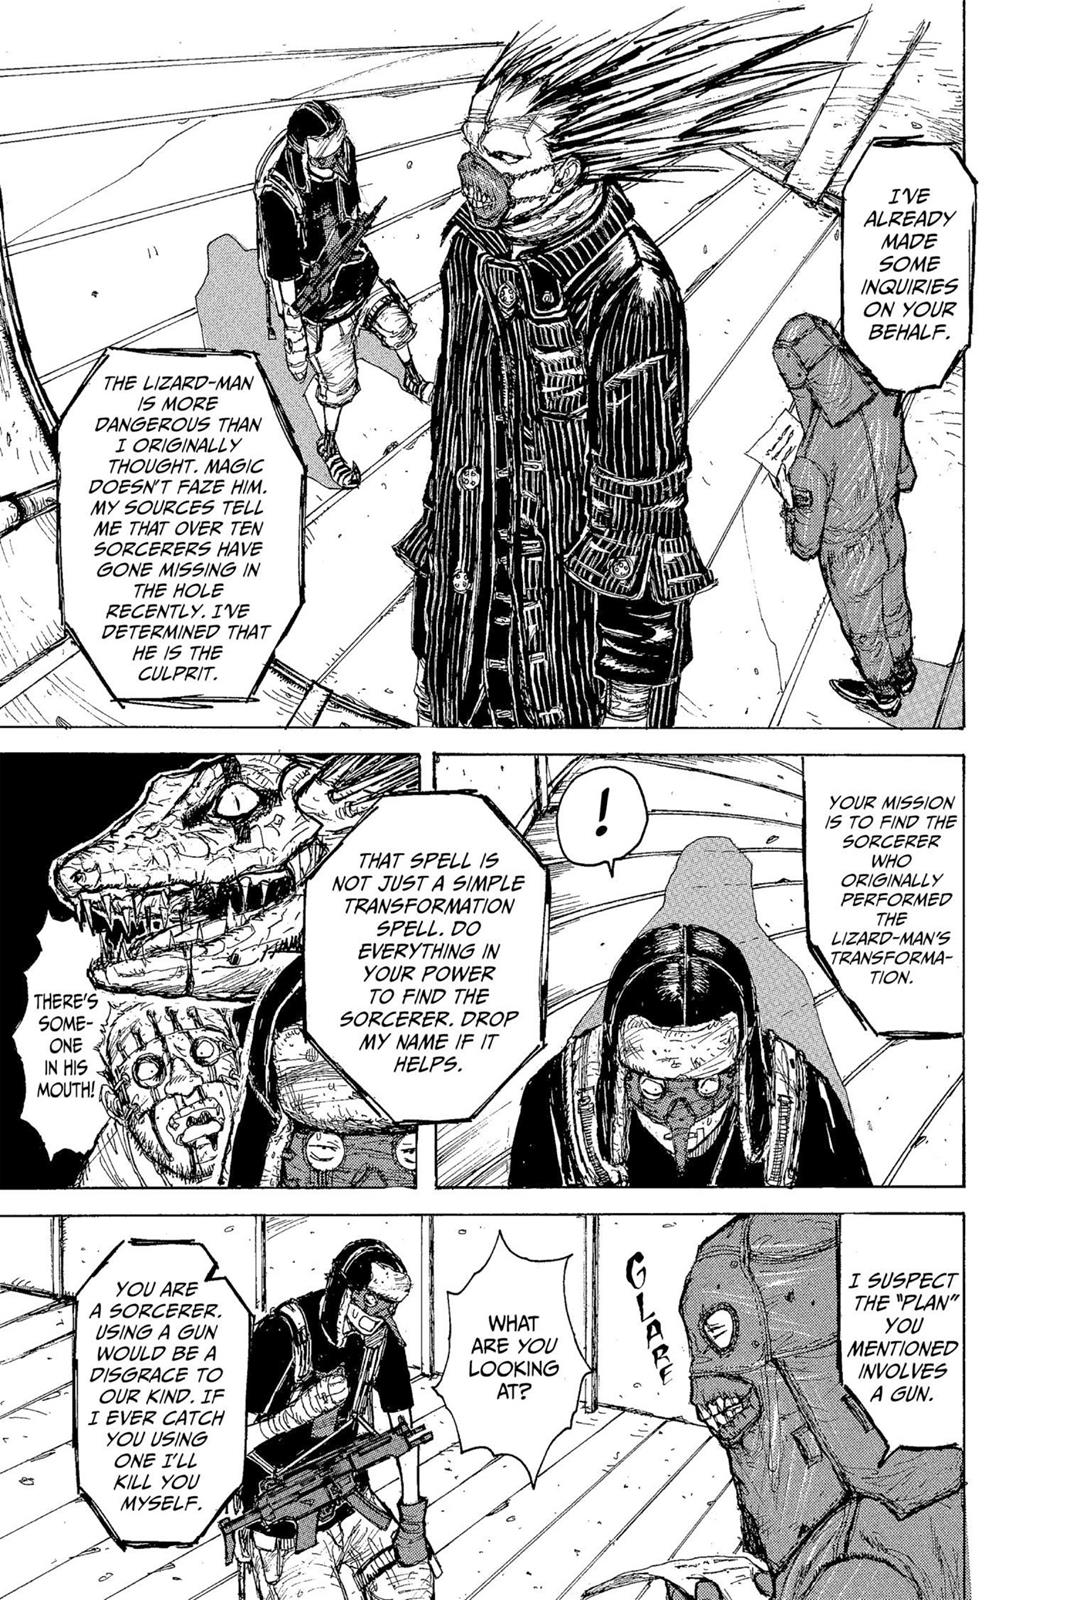 I'VE
ALREADY
MADE
SOME
INQUIRIES
ON YOUR
BEHALF.
THE LIZARD-MAN
IS MORE
DANGEROUS THAN
I ORIGINALLY
THOUGHT. MAGIC
DOESN'T FAZE HIM.
MY SOURCES TELL
ME THAT OVER TEN
SORCERERS HAVE
GONE MISSING IN
THE HOLE
RECENTLY. I'VE
DETERMINED THAT
HE IS THE
CULPRIT.
YOUR MISSION
IS TO FIND THE
SORCERER
WHO
ORIGINALLY
PERFORMED
THE
LIZARD-MAN'S
TRANSFORMA-
TION.
!
THAT SPELL IS
NOT JUST A SIMPLE
TRANSFORMATION
SPELL. DO
EVERYTHING IN
YOUR POWER
TO FIND THE
SORCERER. DROP
MY NAME IF IT
HELPS.
THERE'S
SOME-
ONE
IN HIS
MOUTH!
I SUSPECT
THE "PLAN"
YOU
MENTIONED
INVOLVES
A GUN.
GLARE
WHAT
ARE YOU
LOOKING
AT?
YOU ARE
A SORCERER.
USING A GUN
WOULD BE A
DISGRACE TO
OUR KIND. IF
I EVER CATCH
YOU USING
ONE I'LL
KILL YOU
MYSELF.